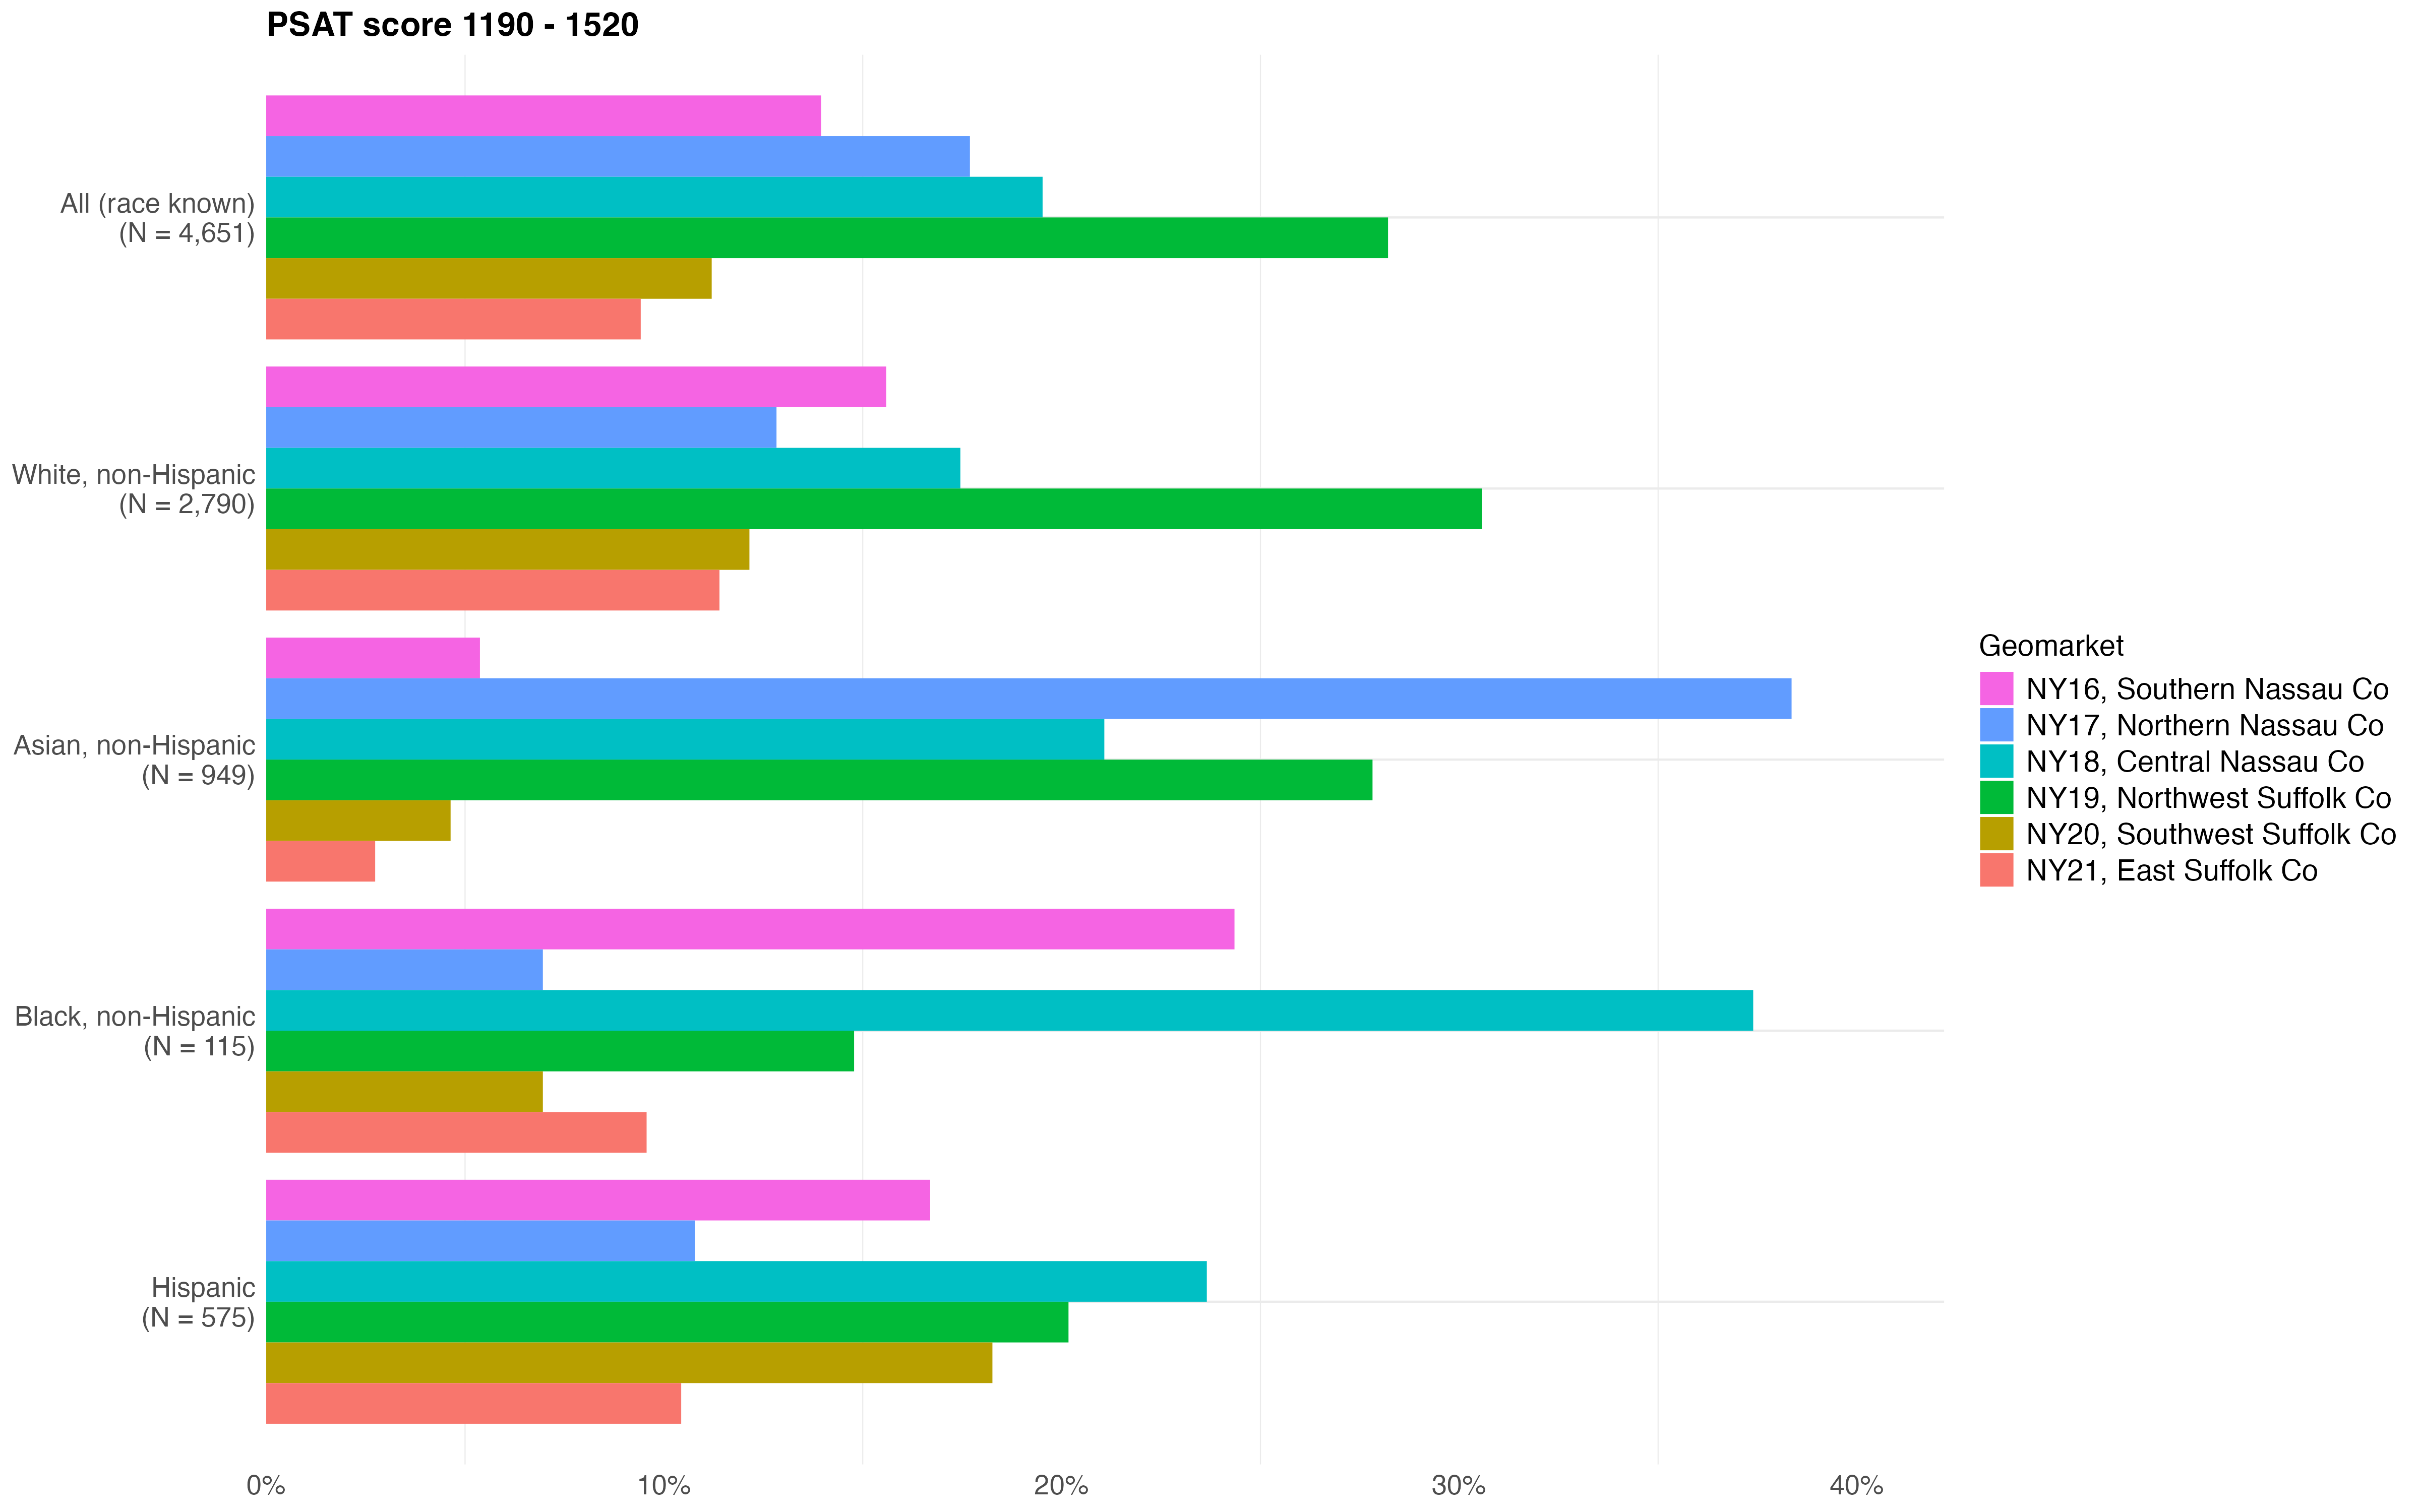 PSAT score 1190 - 1520
All (race known)
(N = 4,651)
White, non-Hispanic
(N = 2,790)
Asian, non-Hispanic
(N = 949)
Black, non-Hispanic
(N = 115)
Hispanic
(N = 575)
0%
10%
20%
30%
40%
Geomarket
NY16, Southern Nassau Co
NY17, Northern Nassau Co
NY18, Central Nassau Co
NY19, Northwest Suffolk Co
NY20, Southwest Suffolk Co
NY21, East Suffolk Co